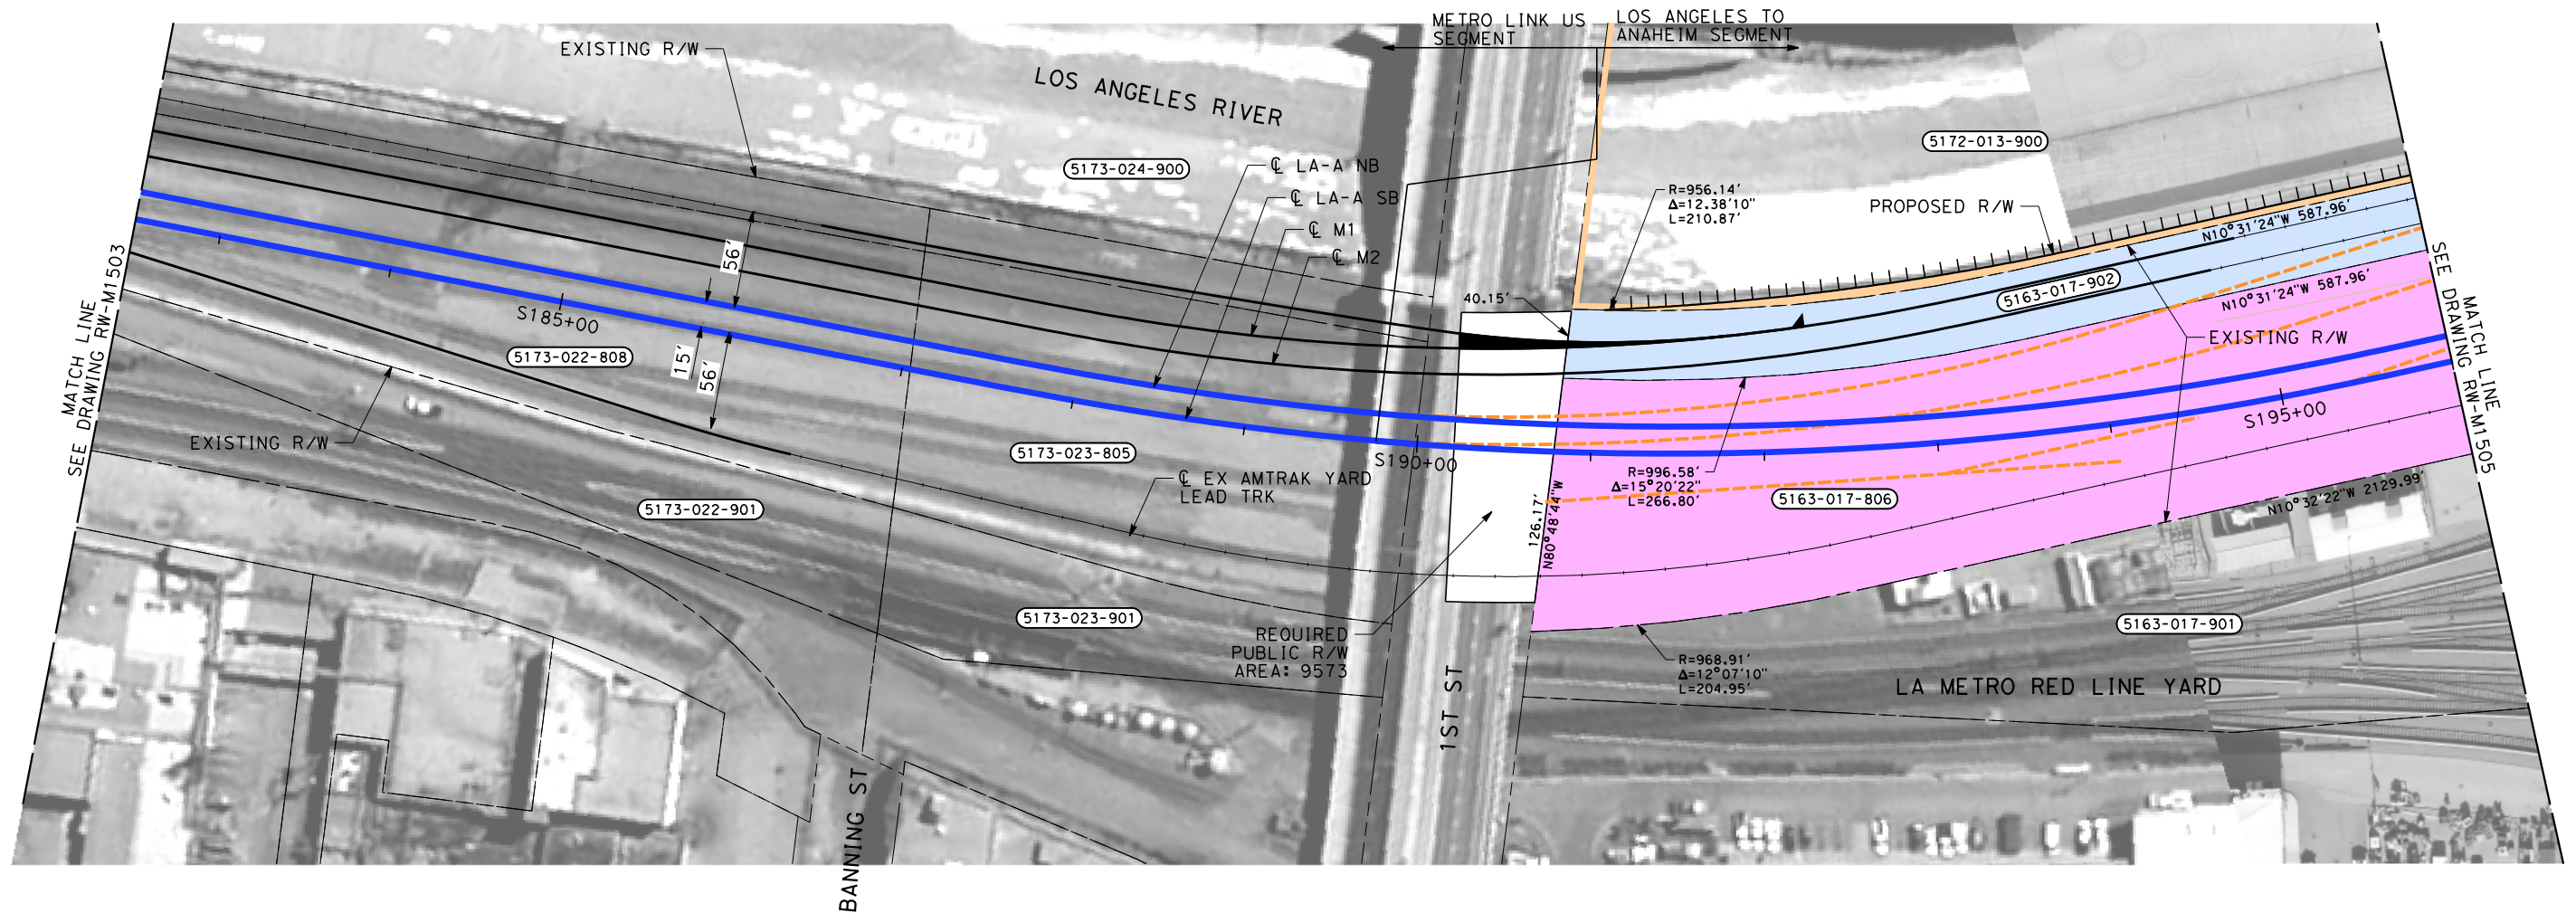 METRO LINK US
SEGMENT
LOS ANGELES TO
ANAHEIM SEGMENT
EXISTING R/W
LOS ANGELES RIVER
5173-024-900
5172-013-900
℄ LA-A NB
℄ LA-A SB
℄ M1
℄ M2
R=956.14'
Δ=12.38'10"
L=210.87'
PROPOSED R/W
N10°31'24"W 587.96'
5163-017-902
N10°31'24"W 587.96'
40.15'
56'
MATCH LINE
SEE DRAWING RW-M1503
S185+00
5173-022-808
15'
56'
EXISTING R/W
EXISTING R/W
MATCH LINE
SEE DRAWING RW-M1505
S195+00
5173-023-805
S190+00
℄ EX AMTRAK YARD
LEAD TRK
R=996.58'
Δ=15°20'22"
L=266.80'
5163-017-806
N10°32'22"W 2129.99'
5173-022-901
126.17'
N80°48'44"W
5173-023-901
REQUIRED
PUBLIC R/W
AREA: 9573
5163-017-901
R=968.91'
Δ=12°07'10"
L=204.95'
LA METRO RED LINE YARD
1ST ST
BANNING ST